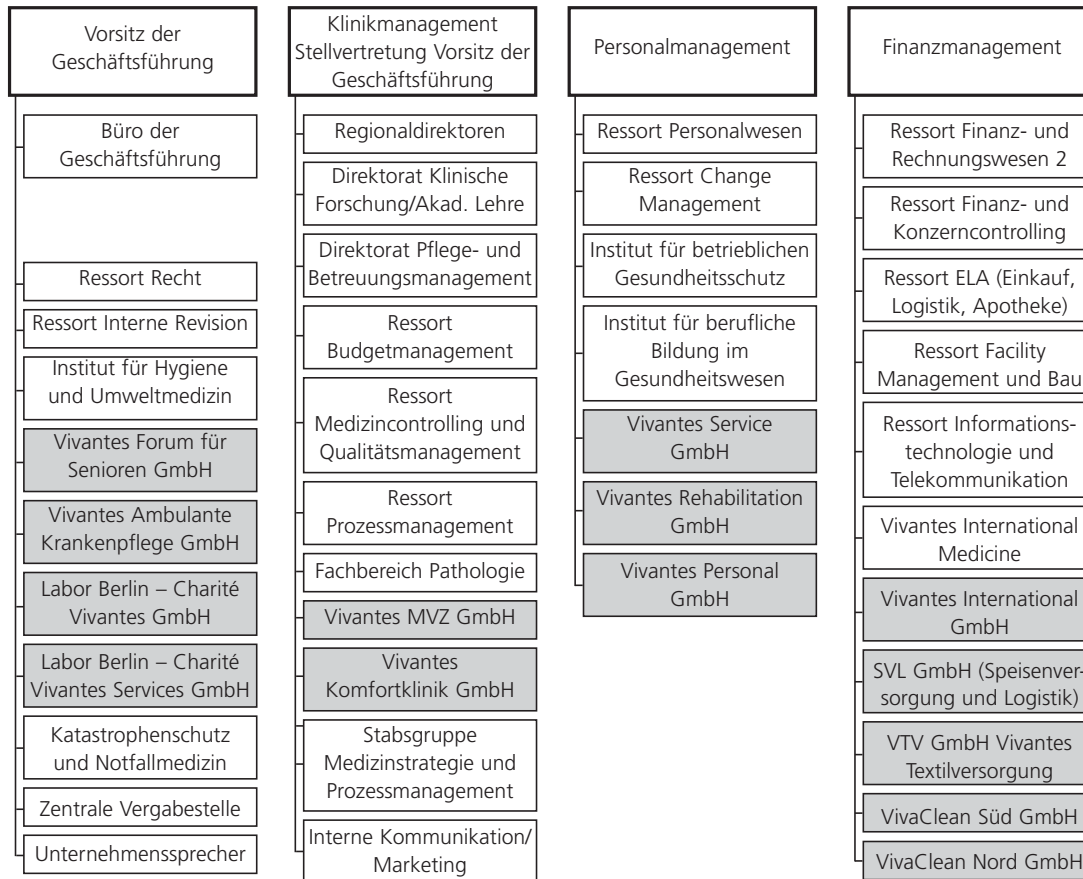 Vorsitz der
Geschäftsführung
Büro der
Geschäftsführung
Ressort Recht
Ressort Interne Revision
Institut für Hygiene
und Umweltmedizin
Vivantes Forum für
Senioren GmbH
Vivantes Ambulante
Krankenpflege GmbH
Labor Berlin – Charité
Vivantes GmbH
Labor Berlin – Charité
Vivantes Services GmbH
Katastrophenschutz
und Notfallmedizin
Zentrale Vergabestelle
Unternehmenssprecher
Klinikmanagement
Stellvertretung Vorsitz der
Geschäftsführung
Regionaldirektoren
Direktorat Klinische
Forschung/Akad. Lehre
Direktorat Pflege- und
Betreuungsmanagement
Ressort
Budgetmanagement
Ressort
Medizincontrolling und
Qualitätsmanagement
Ressort
Prozessmanagement
Fachbereich Pathologie
Vivantes MVZ GmbH
Vivantes
Komfortklinik GmbH
Stabsgruppe
Medizinstrategie und
Prozessmanagement
Interne Kommunikation/
Marketing
Personalmanagement
Ressort Personalwesen
Ressort Change
Management
Institut für betrieblichen
Gesundheitsschutz
Institut für berufliche
Bildung im
Gesundheitswesen
Vivantes Service
GmbH
Vivantes Rehabilitation
GmbH
Vivantes Personal
GmbH
Finanzmanagement
Ressort Finanz- und
Rechnungswesen 2
Ressort Finanz- und
Konzerncontrolling
Ressort ELA (Einkauf,
Logistik, Apotheke)
Ressort Facility
Management und Bau
Ressort Informations-
technologie und
Telekommunikation
Vivantes International
Medicine
Vivantes International
GmbH
SVL GmbH (Speisenver-
sorgung und Logistik)
VTV GmbH Vivantes
Textilversorgung
VivaClean Süd GmbH
VivaClean Nord GmbH